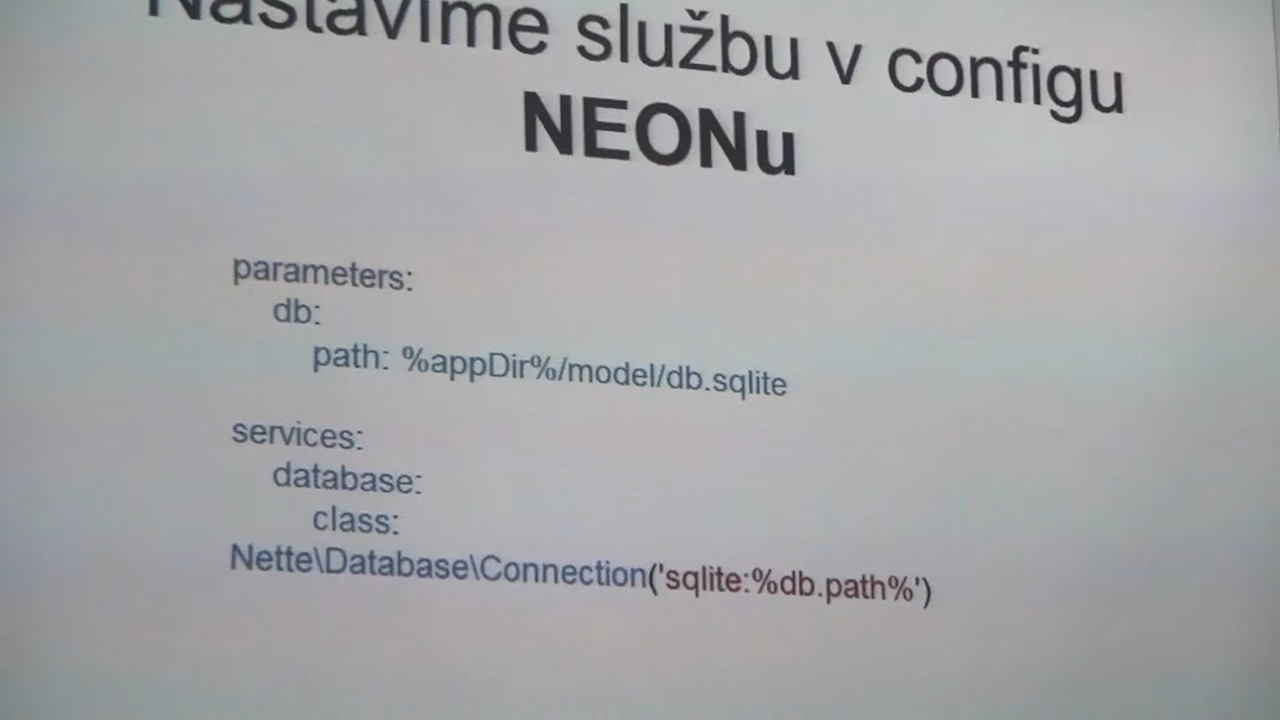 Nastavíme službu v configu
NEONu
parameters:
db:
path: %appDir%/model/db.sqlite
services:
database:
class:
Nette\Database\Connection('sqlite:%db.path%')